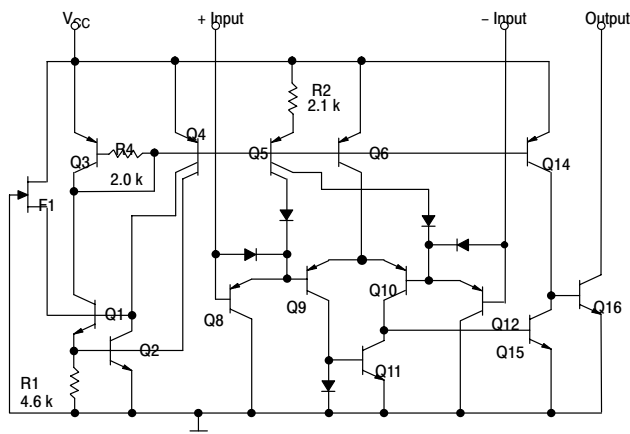 VCC
+ Input
− Input
Output
R2
2.1 k
Q3
R4
Q4
Q5
Q6
Q14
2.0 k
F1
Q1
Q8
Q9
Q10
Q12
Q16
Q2
Q15
R1
4.6 k
Q11